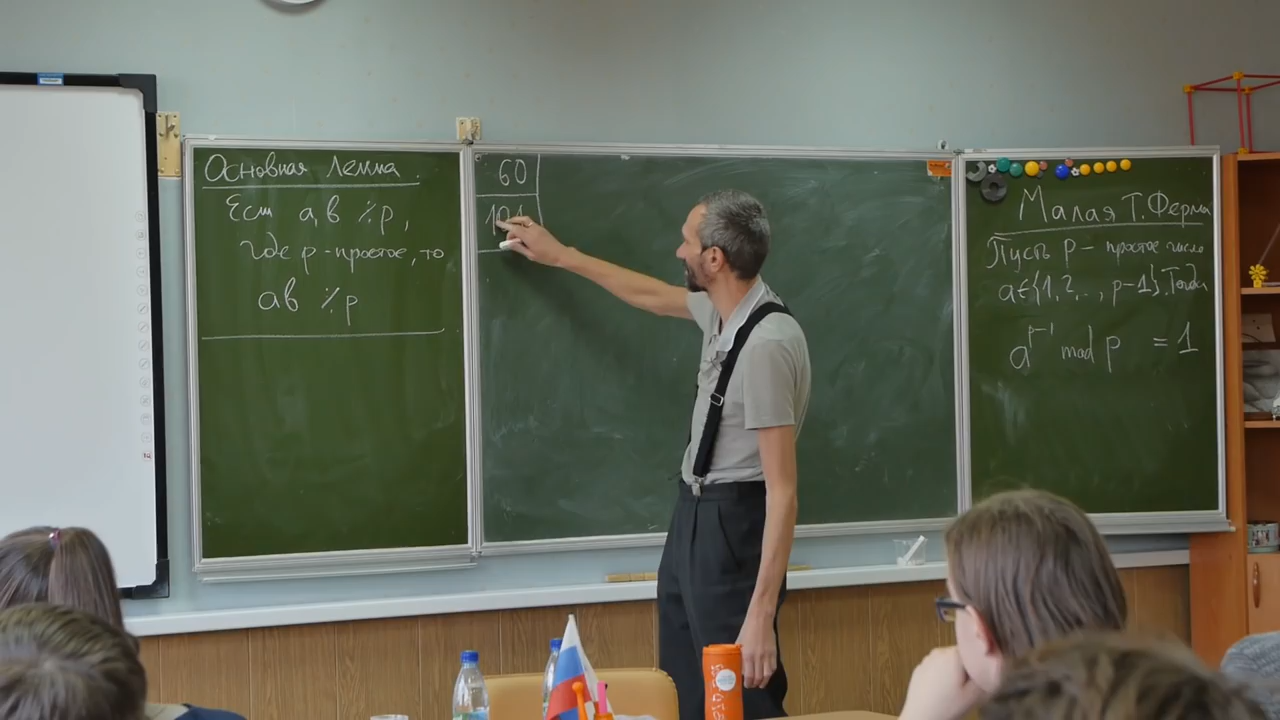 Основная лемма.
Если a, b ⁒ p,
где p - простое, то
ab ⁒ p
60
101
Малая Т. Ферма
Пусть p - простое число
a ∈ {1, 2, .., p-1}. Тогда
a^{p-1} mod p = 1